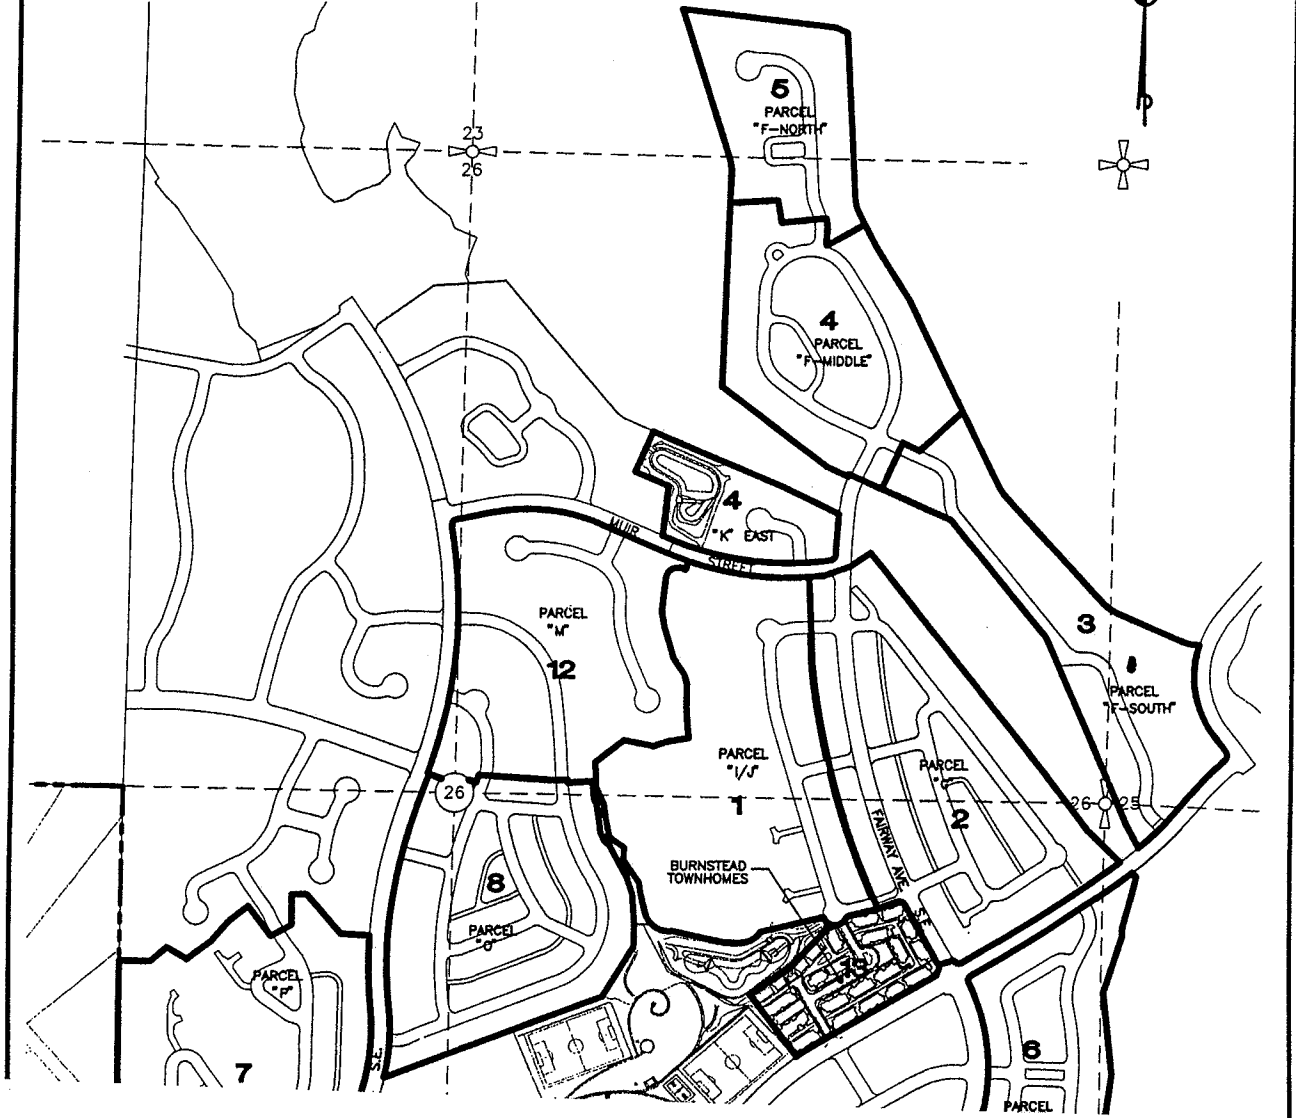 5
PARCEL
"F-NORTH"
23
26
4
PARCEL
"F-MIDDLE"
4
"K" EAST
MUIR
STREET
PARCEL
"M"
12
3
PARCEL
"F-SOUTH"
PARCEL
"I/J"
1
PARCEL
26
26
25
2
FAIRWAY AVE.
S.E.
BURNSTEAD
TOWNHOMES
8
PARCEL
"O"
13
PARCEL
"P"
7
S.E.
6
PARCEL